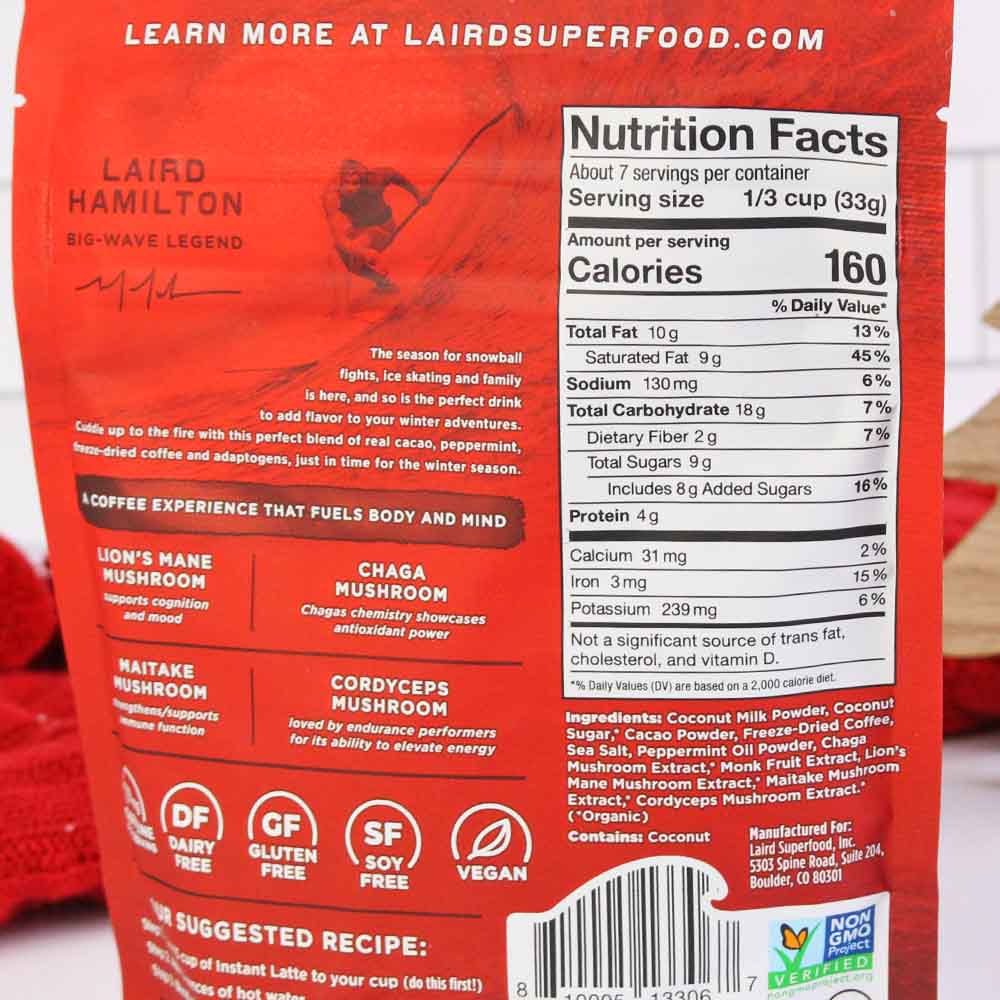 LEARN MORE AT LAIRDSUPERFOOD.COM
LAIRD
HAMILTON
BIG-WAVE LEGEND
The season for snowball
fights, ice skating and family
is here, and so is the perfect drink
to add flavor to your winter adventures.
Cuddle up to the fire with this perfect blend of real cacao, peppermint,
freeze-dried coffee and adaptogens, just in time for the winter season.
A COFFEE EXPERIENCE THAT FUELS BODY AND MIND
LION'S MANE
MUSHROOM
supports cognition
and mood
CHAGA
MUSHROOM
Chagas chemistry showcases
antioxidant power
MAITAKE
MUSHROOM
immune function
CORDYCEPS
MUSHROOM
loved by endurance performers
for its ability to elevate energy
DF
DAIRY
FREE
GF
GLUTEN
FREE
SF
SOY
FREE
VEGAN
SUGGESTED RECIPE:
cup of Instant Latte to your cup (do this first!)
of hot water
Nutrition Facts
About 7 servings per container
Serving size 1/3 cup (33g)
Amount per serving
Calories 160
% Daily Value*
Total Fat 10g 13%
Saturated Fat 9g 45%
Sodium 130mg 6%
Total Carbohydrate 18g 7%
Dietary Fiber 2g 7%
Total Sugars 9g
Includes 8g Added Sugars 16%
Protein 4g
Calcium 31mg 2%
Iron 3mg 15%
Potassium 239mg 6%
Not a significant source of trans fat,
cholesterol, and vitamin D.
*% Daily Values (DV) are based on a 2,000 calorie diet.
Ingredients: Coconut Milk Powder, Coconut
Sugar,* Cacao Powder, Freeze-Dried Coffee,
Sea Salt, Peppermint Oil Powder, Chaga
Mushroom Extract,* Monk Fruit Extract, Lion's
Mane Mushroom Extract,* Maitake Mushroom
Extract,* Cordyceps Mushroom Extract.*
(*Organic)
Contains: Coconut
Manufactured For:
Laird Superfood, Inc.
5303 Spine Road, Suite 204,
Boulder, CO 80301
8 13306 7
NON
GMO
Project
VERIFIED
nongmoproject.org